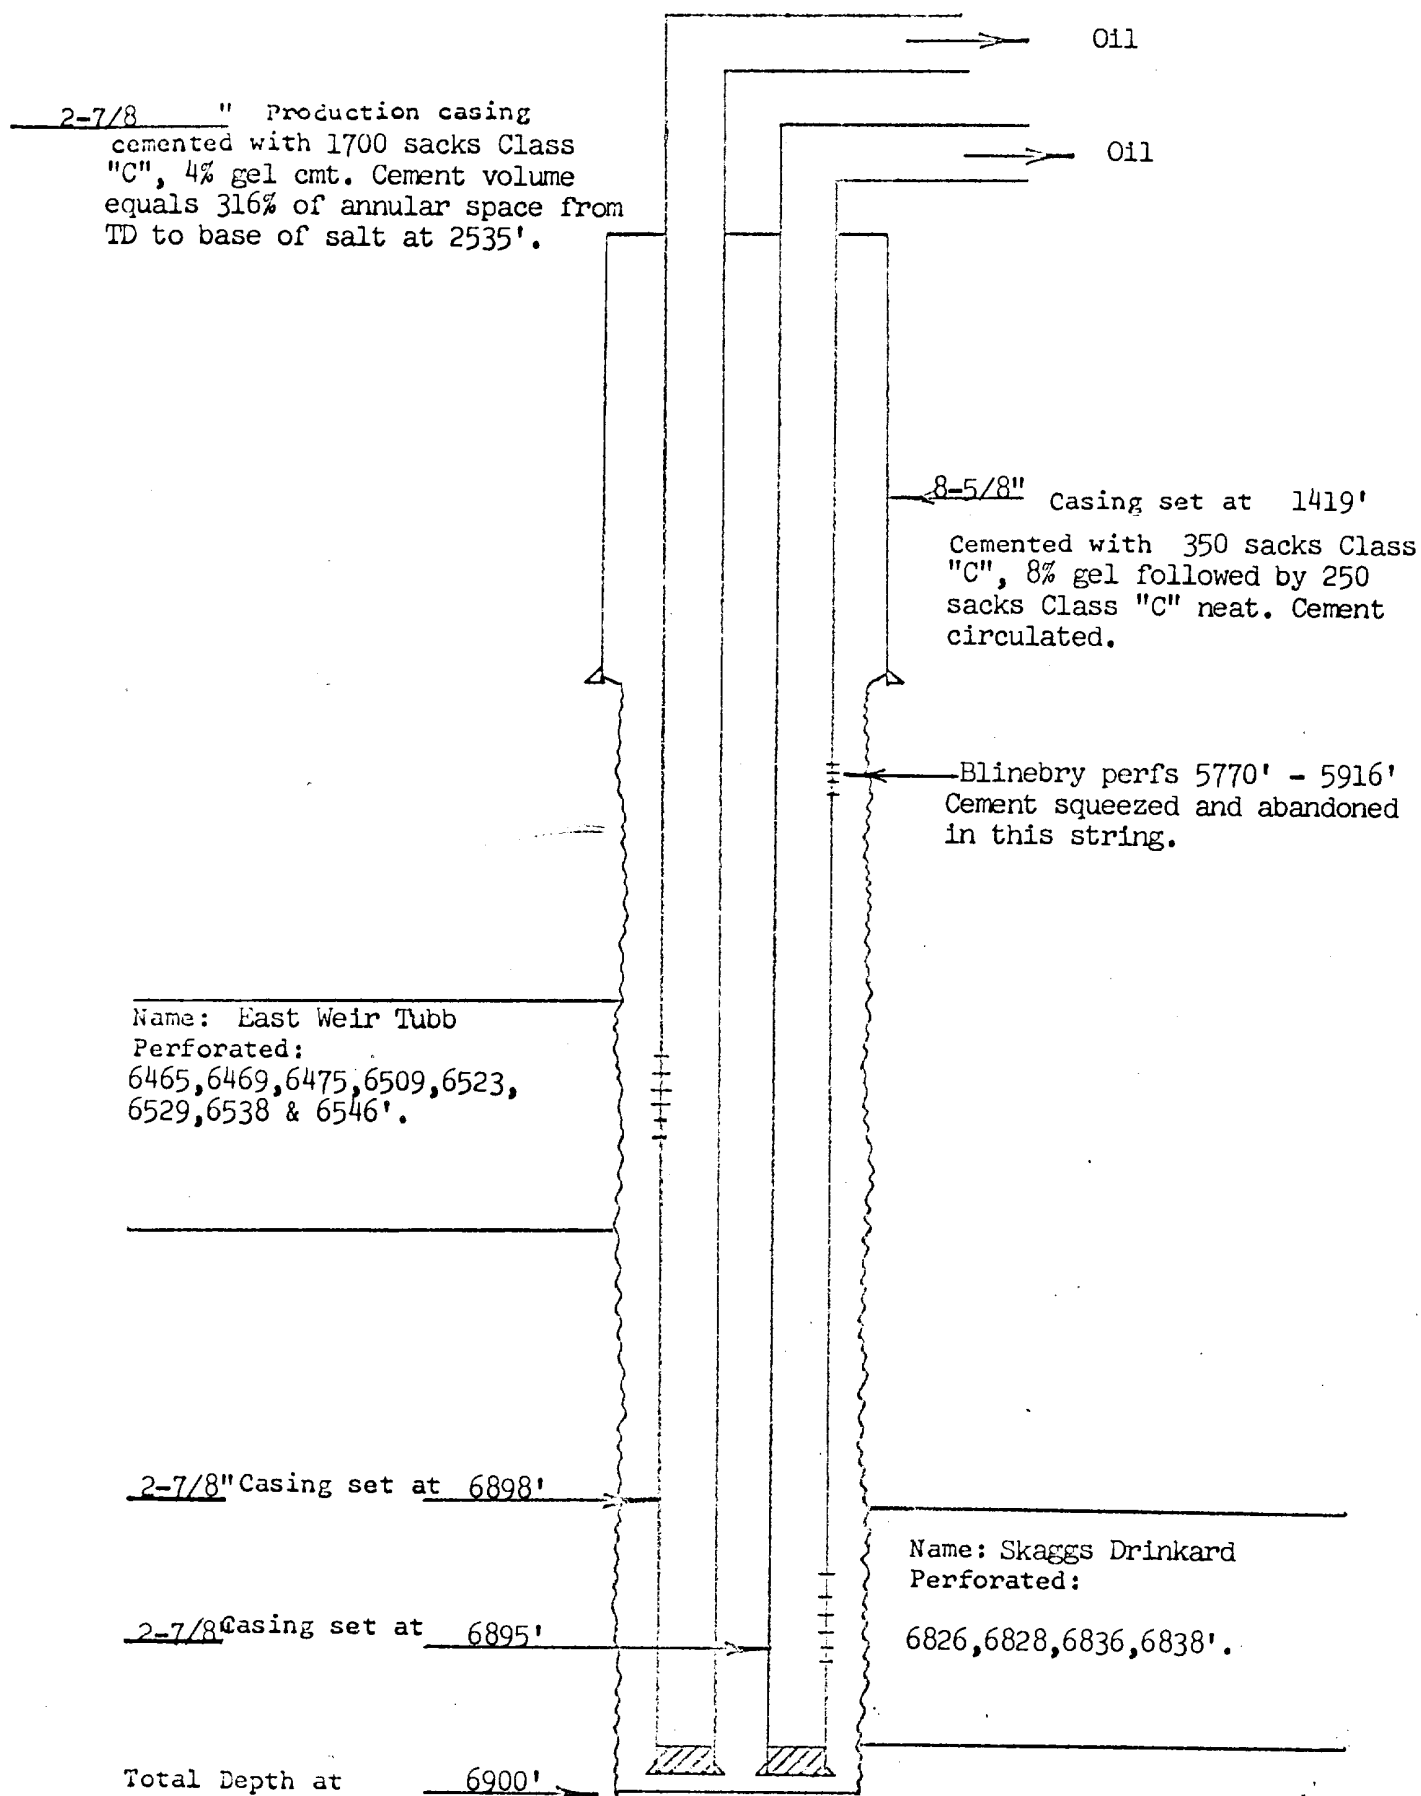 Oil
2-7/8 " Production casing
cemented with 1700 sacks Class
"C", 4% gel cmt. Cement volume
equals 316% of annular space from
TD to base of salt at 2535'.
Oil
8-5/8" Casing set at 1419'
Cemented with 350 sacks Class
"C", 8% gel followed by 250
sacks Class "C" neat. Cement
circulated.
Blinebry perfs 5770' - 5916'
Cement squeezed and abandoned
in this string.
Name: East Weir Tubb
Perforated:
6465,6469,6475,6509,6523,
6529,6538 & 6546'.
2-7/8" Casing set at 6898'
Name: Skaggs Drinkard
Perforated:
2-7/8" Casing set at 6895'
6826,6828,6836,6838'.
Total Depth at 6900'